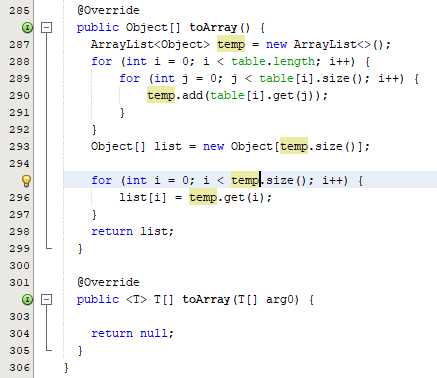 285 @Override
public Object[] toArray() {
287 ArrayList<Object> temp = new ArrayList<>();
288 for (int i = 0; i < table.length; i++) {
289 for (int j = 0; j < table[i].size(); i++) {
290 temp.add(table[i].get(j));
291 }
292 }
293 Object[] list = new Object[temp.size()];
294
for (int i = 0; i < temp.size(); i++) {
296 list[i] = temp.get(i);
297 }
298 return list;
299 }
300
301 @Override
public <T> T[] toArray(T[] arg0) {
303
304 return null;
305 }
306 }